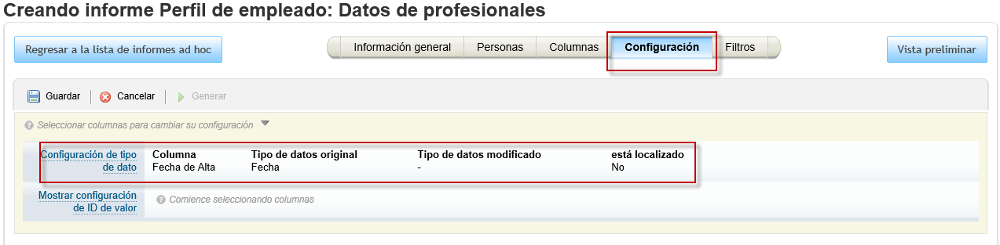 Creando informe Perfil de empleado: Datos de profesionales
Regresar a la lista de informes ad hoc
Información general Personas Columnas Configuración Filtros
Vista preliminar
Guardar Cancelar Generar
Seleccionar columnas para cambiar su configuración
Configuración de tipo de dato
Columna Tipo de datos original Tipo de datos modificado está localizado
Fecha de Alta Fecha - No
Mostrar configuración
de ID de valor
Comience seleccionando columnas